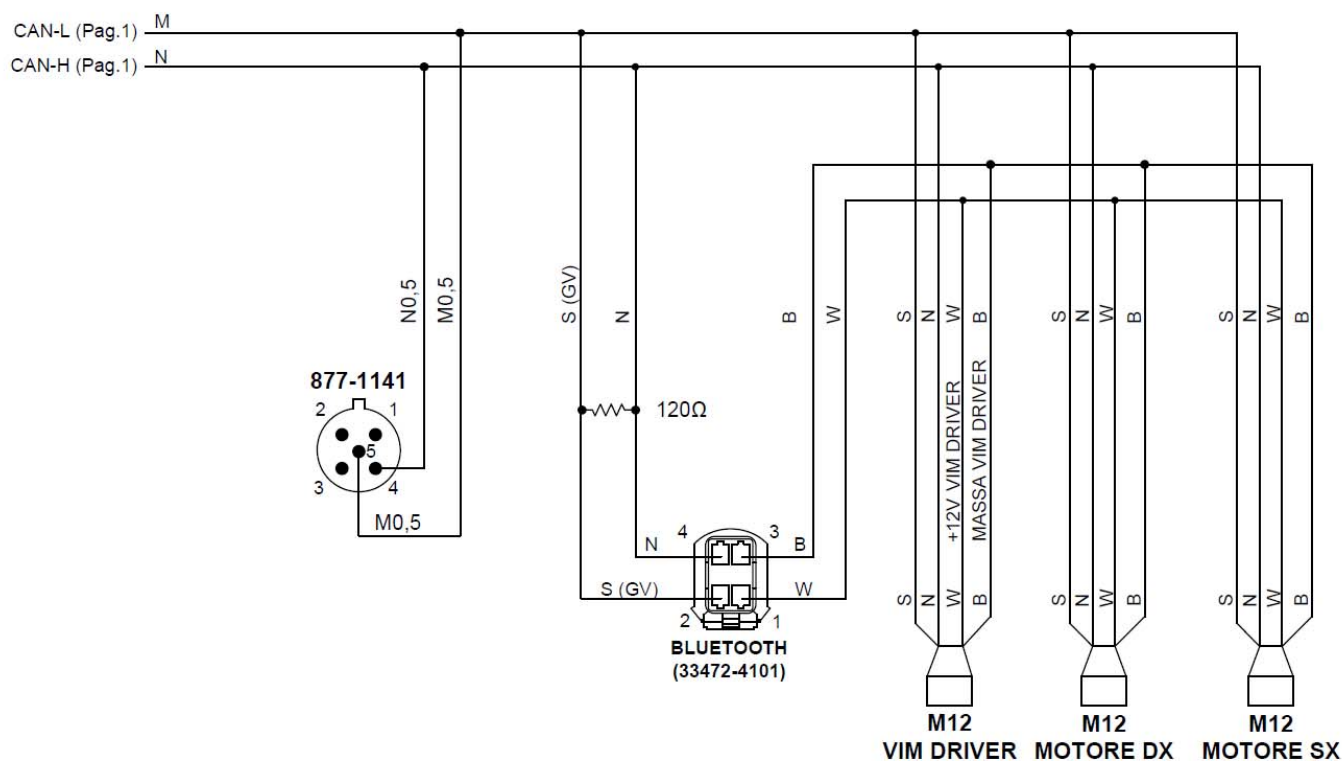 CAN-L (Pag.1) M
CAN-H (Pag.1) N
N0,5
M0,5
S (GV)
N
B
W
S
N
W
B
S
N
W
B
S
N
W
B
877-1141
2 1
5
3 4
M0,5
120Ω
+12V VIM DRIVER
MASSA VIM DRIVER
4 3
N B
S (GV) W
2 1
BLUETOOTH
(33472-4101)
S
N
W
B
S
N
W
B
S
N
W
B
M12
VIM DRIVER
M12
MOTORE DX
M12
MOTORE SX